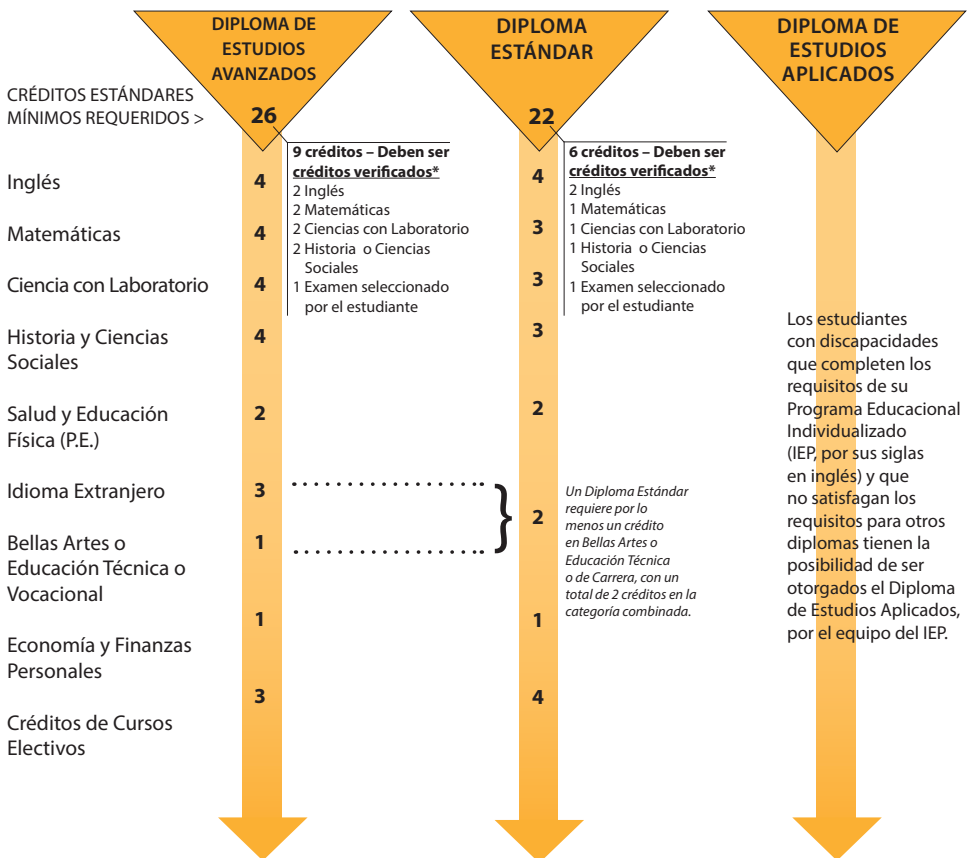 DIPLOMA DE
ESTUDIOS
AVANZADOS
DIPLOMA
ESTÁNDAR
DIPLOMA DE
ESTUDIOS
APLICADOS
CRÉDITOS ESTÁNDARES
MÍNIMOS REQUERIDOS >
26
22
9 créditos – Deben ser
créditos verificados*
2 Inglés
2 Matemáticas
2 Ciencias con Laboratorio
2 Historia o Ciencias
Sociales
1 Examen seleccionado
por el estudiante
6 créditos – Deben ser
créditos verificados*
2 Inglés
1 Matemáticas
1 Ciencias con Laboratorio
1 Historia o Ciencias
Sociales
1 Examen seleccionado
por el estudiante
Inglés
4
4
Matemáticas
4
3
Ciencia con Laboratorio
4
3
Historia y Ciencias
Sociales
4
3
Salud y Educación
Física (P.E.)
2
2
Idioma Extranjero
3
Bellas Artes o
Educación Técnica o
Vocacional
1
}
2
Un Diploma Estándar
requiere por lo
menos un crédito
en Bellas Artes o
Educación Técnica
o de Carrera, con un
total de 2 créditos en la
categoría combinada.
Economía y Finanzas
Personales
1
1
Créditos de Cursos
Electivos
3
4
Los estudiantes
con discapacidades
que completen los
requisitos de su
Programa Educacional
Individualizado
(IEP, por sus siglas
en inglés) y que
no satisfagan los
requisitos para otros
diplomas tienen la
posibilidad de ser
otorgados el Diploma
de Estudios Aplicados,
por el equipo del IEP.